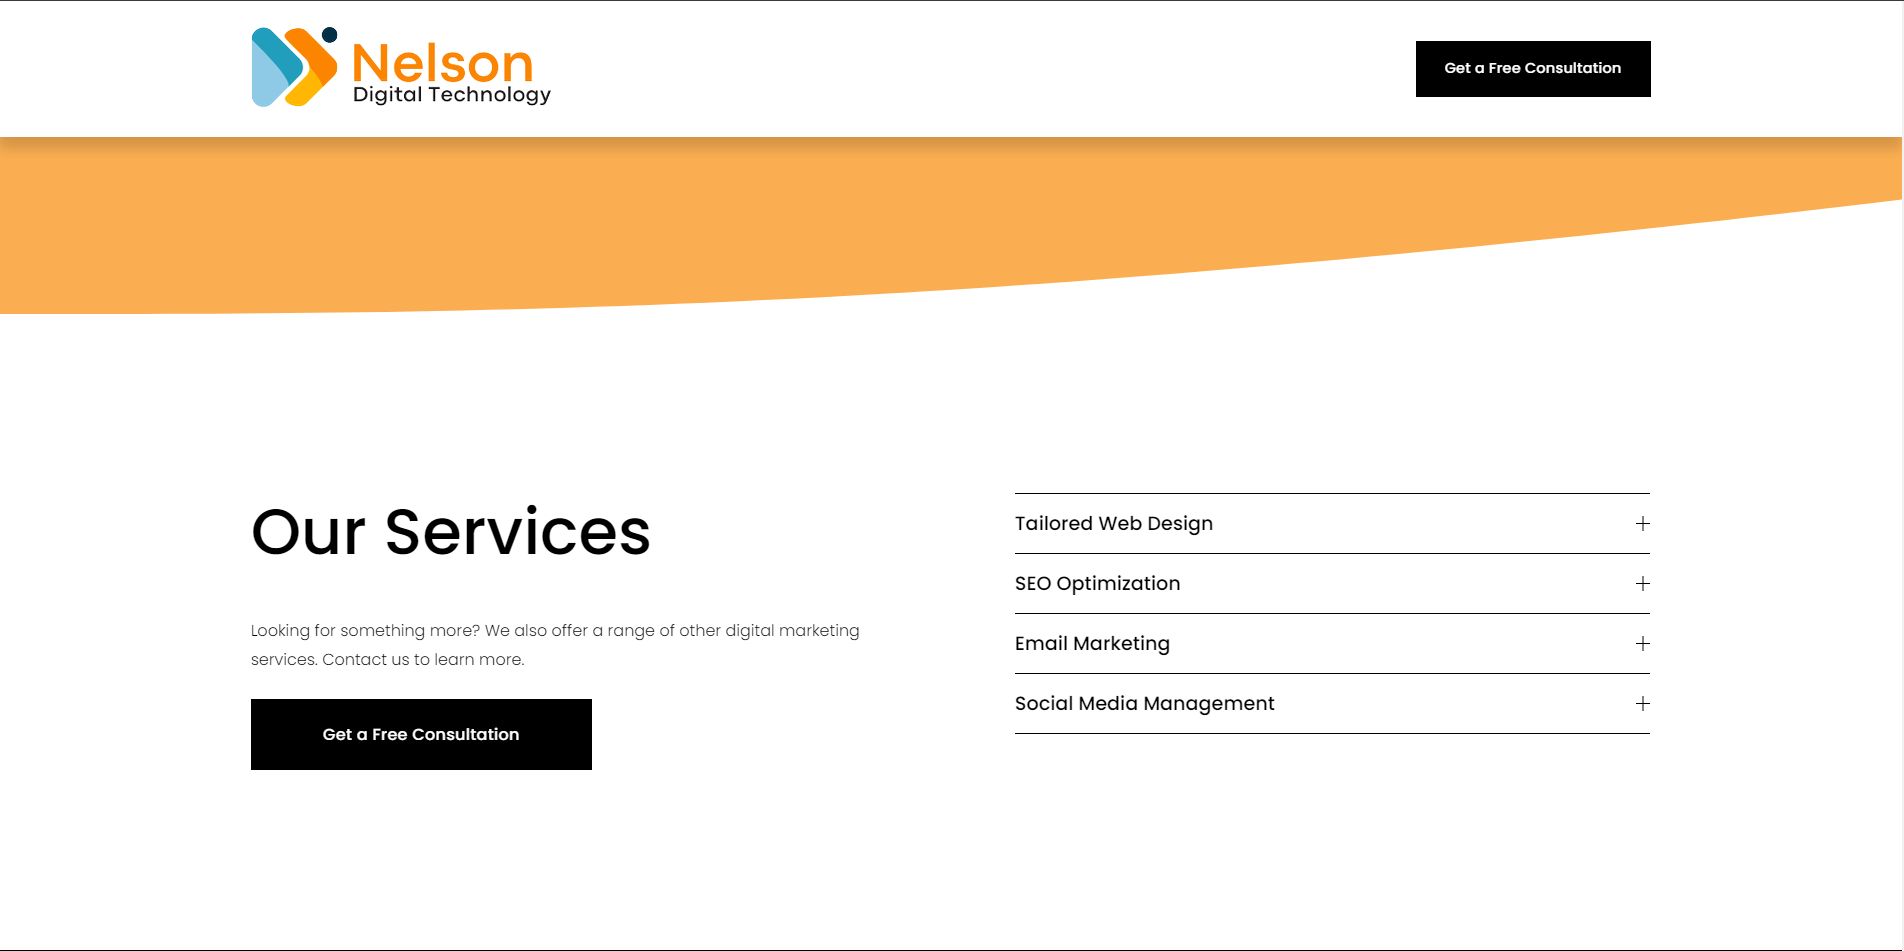 Nelson
Digital Technology
Get a Free Consultation
Our Services
Looking for something more? We also offer a range of other digital marketing
services. Contact us to learn more.
Get a Free Consultation
Tailored Web Design
SEO Optimization
Email Marketing
Social Media Management